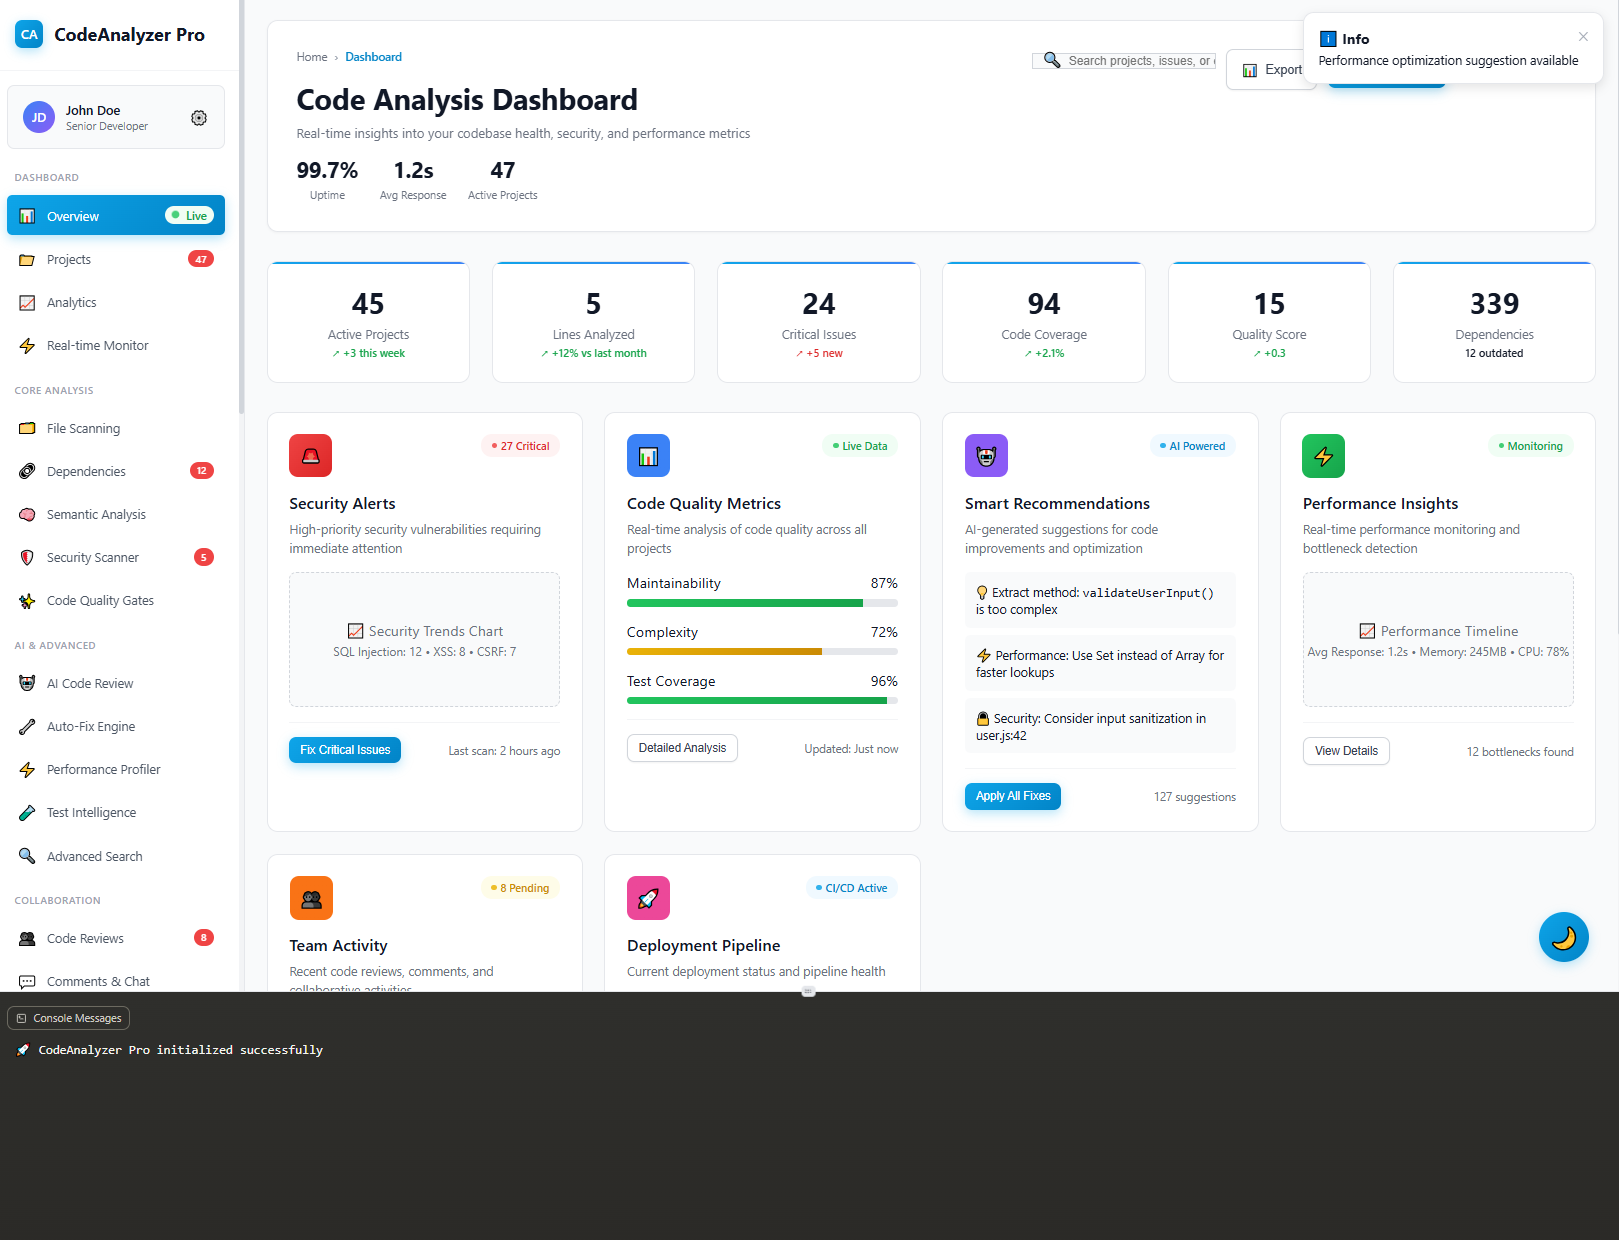 CA CodeAnalyzer Pro
JD
John Doe
Senior Developer
DASHBOARD
Overview Live
Projects 47
Analytics
Real-time Monitor
CORE ANALYSIS
File Scanning
Dependencies 12
Semantic Analysis
Security Scanner 5
Code Quality Gates
AI & ADVANCED
AI Code Review
Auto-Fix Engine
Performance Profiler
Test Intelligence
Advanced Search
COLLABORATION
Code Reviews 8
Comments & Chat
Home › Dashboard
Code Analysis Dashboard
Real-time insights into your codebase health, security, and performance metrics
99.7%
Uptime
1.2s
Avg Response
47
Active Projects
Search projects, issues, or
Export
Info
Performance optimization suggestion available
45
Active Projects
↗ +3 this week
5
Lines Analyzed
↗ +12% vs last month
24
Critical Issues
↗ +5 new
94
Code Coverage
↗ +2.1%
15
Quality Score
↗ +0.3
339
Dependencies
12 outdated
27 Critical
Security Alerts
High-priority security vulnerabilities requiring
immediate attention
Security Trends Chart
SQL Injection: 12 • XSS: 8 • CSRF: 7
Fix Critical Issues
Last scan: 2 hours ago
Live Data
Code Quality Metrics
Real-time analysis of code quality across all
projects
Maintainability 87%
Complexity 72%
Test Coverage 96%
Detailed Analysis
Updated: Just now
AI Powered
Smart Recommendations
AI-generated suggestions for code
improvements and optimization
Extract method: validateUserInput()
is too complex
Performance: Use Set instead of Array for
faster lookups
Security: Consider input sanitization in
user.js:42
Apply All Fixes
127 suggestions
Monitoring
Performance Insights
Real-time performance monitoring and
bottleneck detection
Performance Timeline
Avg Response: 1.2s • Memory: 245MB • CPU: 78%
View Details
12 bottlenecks found
8 Pending
Team Activity
Recent code reviews, comments, and
collaborative activities
CI/CD Active
Deployment Pipeline
Current deployment status and pipeline health
Console Messages
CodeAnalyzer Pro initialized successfully